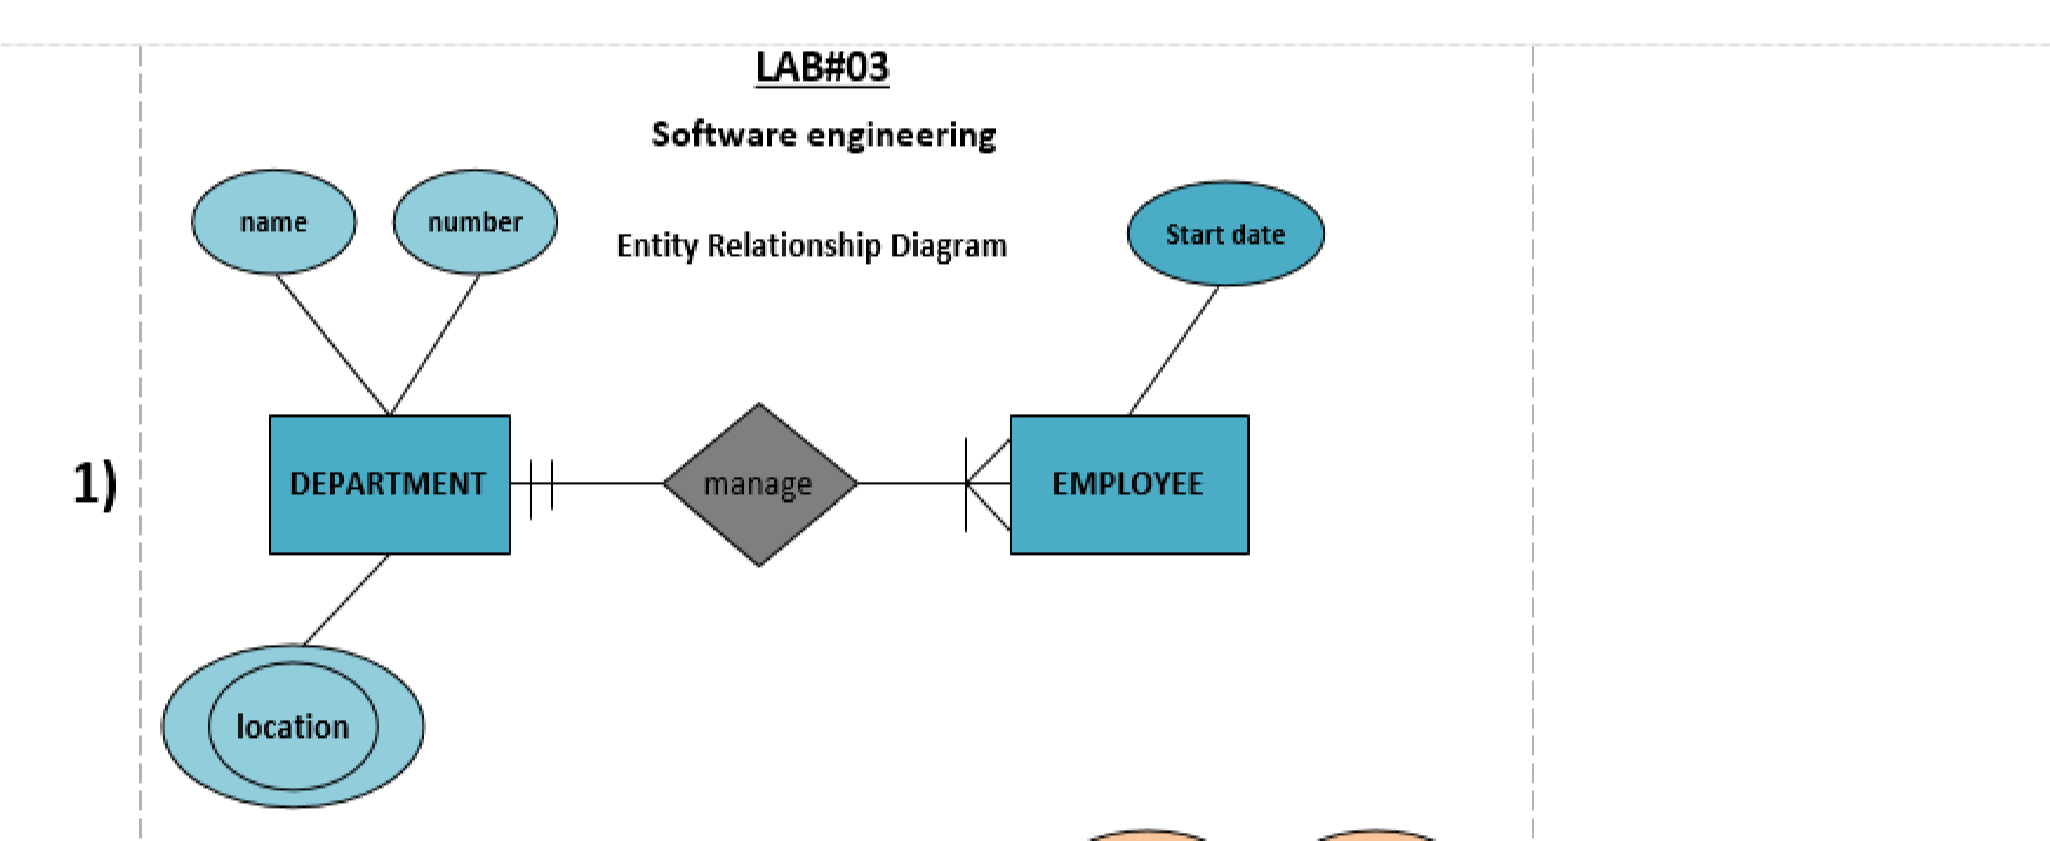 LAB#03
Software engineering
name
number
Entity Relationship Diagram
Start date
1)
DEPARTMENT
manage
EMPLOYEE
location